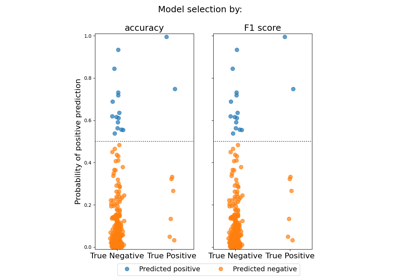 Model selection by:
accuracy
F1 score
Probability of positive prediction
1.0
0.8
0.6
0.4
0.2
0.0
True Negative True Positive
True Negative True Positive
Predicted positive
Predicted negative